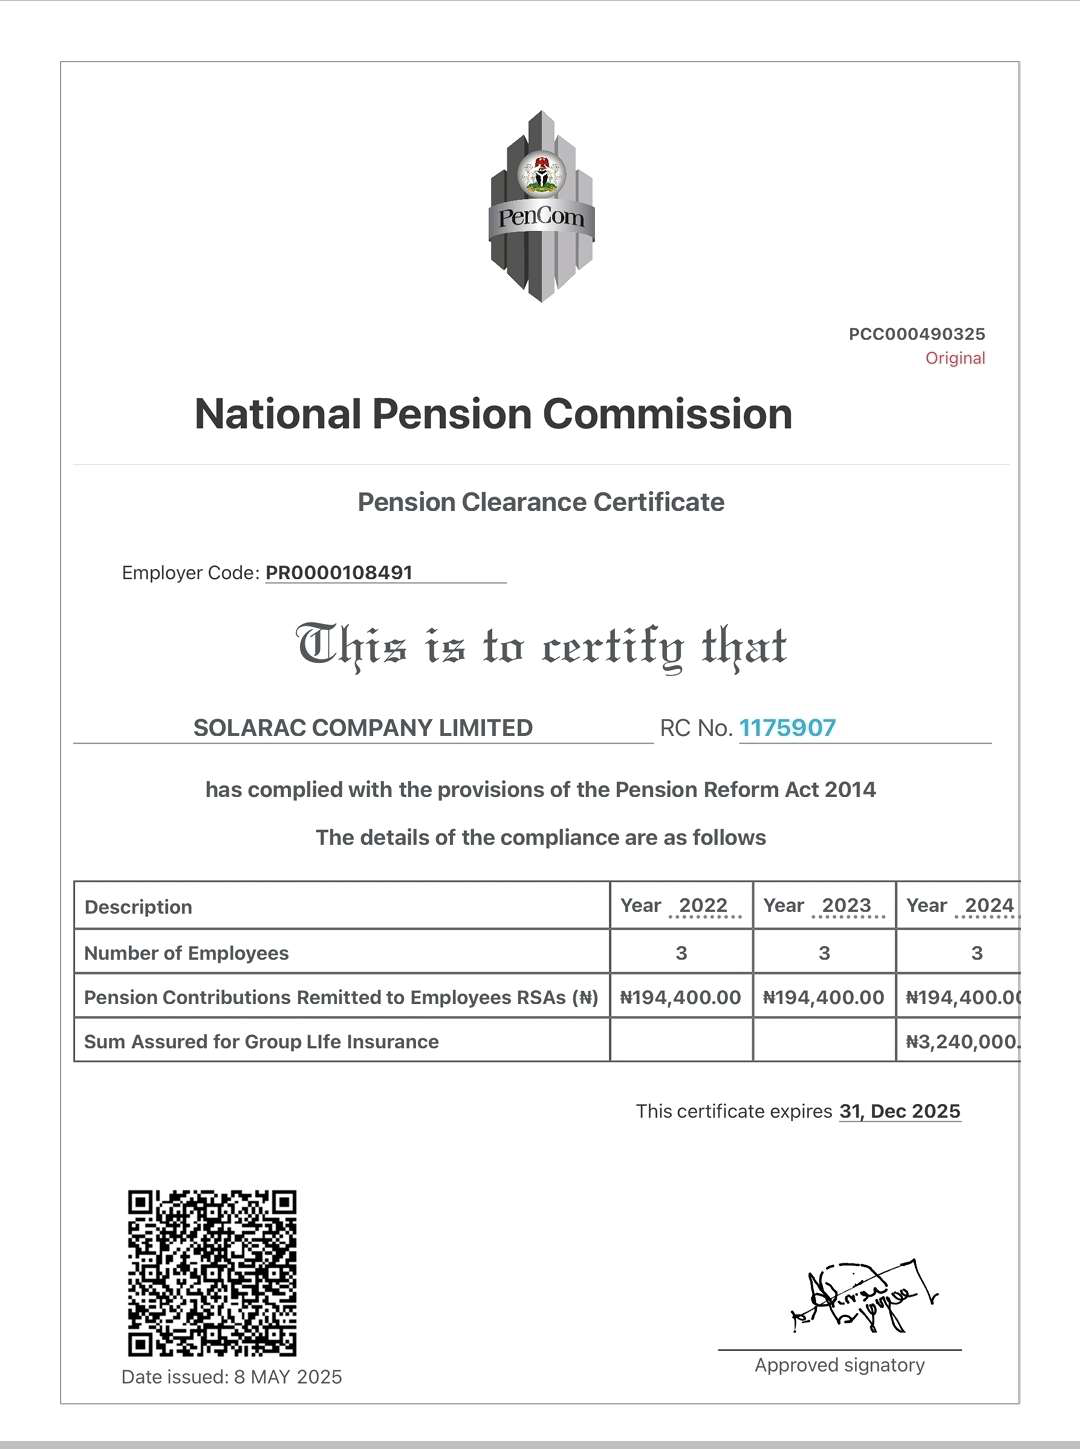 PenCom
PCC000490325
Original
National Pension Commission
Pension Clearance Certificate
Employer Code: PR0000108491
This is to certify that
SOLARAC COMPANY LIMITED RC No. 1175907
has complied with the provisions of the Pension Reform Act 2014
The details of the compliance are as follows
Description Year 2022 Year 2023 Year 2024
Number of Employees 3 3 3
Pension Contributions Remitted to Employees RSAs (₦) ₦194,400.00 ₦194,400.00 ₦194,400.00
Sum Assured for Group LIfe Insurance ₦3,240,000.
This certificate expires 31, Dec 2025
Date issued: 8 MAY 2025
Approved signatory